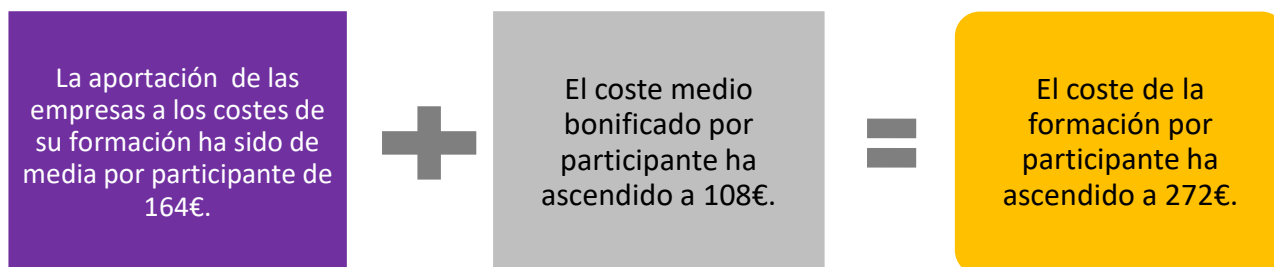 La aportación de las
empresas a los costes de
su formación ha sido de
media por participante de
164€.
El coste medio
bonificado por
participante ha
ascendido a 108€.
El coste de la
formación por
participante ha
ascendido a 272€.